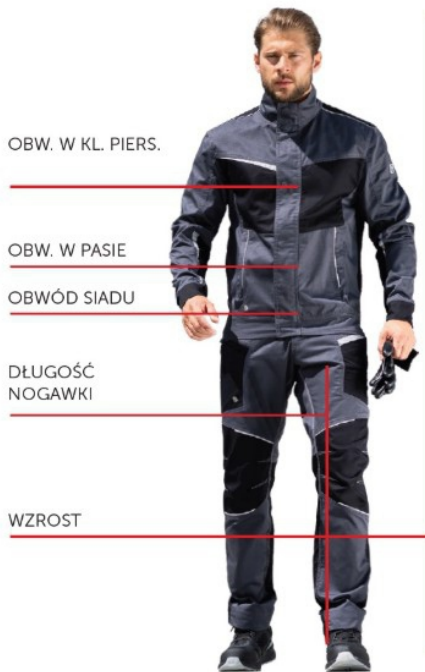 OBW. W KL. PIERS.
OBW. W PASIE
OBWÓD SIADU
DŁUGOŚĆ
NOGAWKI
WZROST